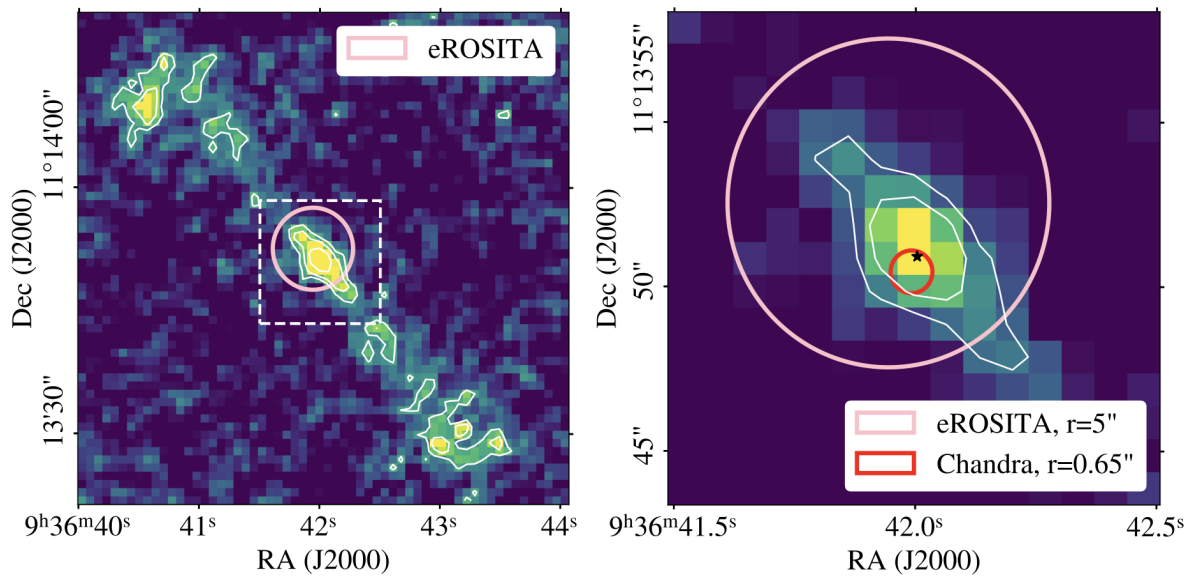 eROSITA
11°14'00"
13'30"
Dec (J2000)
9ʰ36ᵐ40ˢ 41ˢ 42ˢ 43ˢ 44ˢ
RA (J2000)
11°13'55"
50"
45"
Dec (J2000)
eROSITA, r=5"
Chandra, r=0.65"
9ʰ36ᵐ41.5ˢ 42.0ˢ 42.5ˢ
RA (J2000)